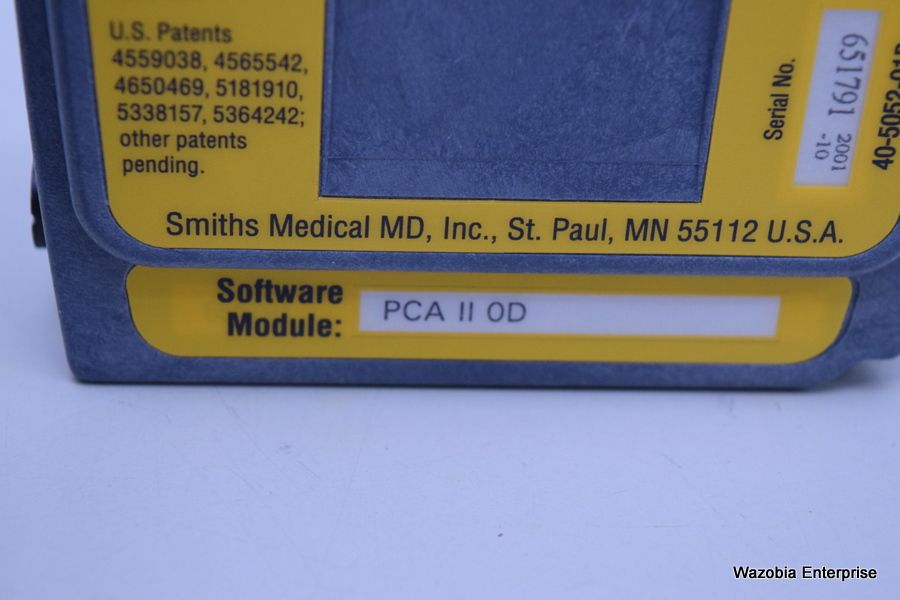 U.S. Patents
4559038, 4565542,
4650469, 5181910,
5338157, 5364242;
other patents
pending.
Serial No.
651791 2001
-10
Smiths Medical MD, Inc., St. Paul, MN 55112 U.S.A.
Software
Module:
PCA II 0D
Wazobia Enterprise